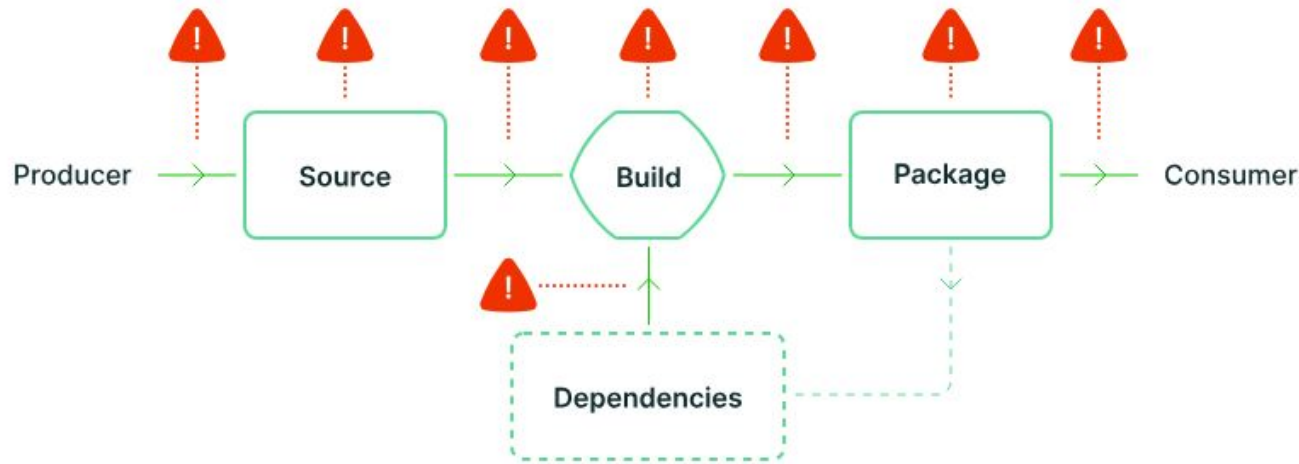 Producer
Source
Build
Package
Consumer
Dependencies